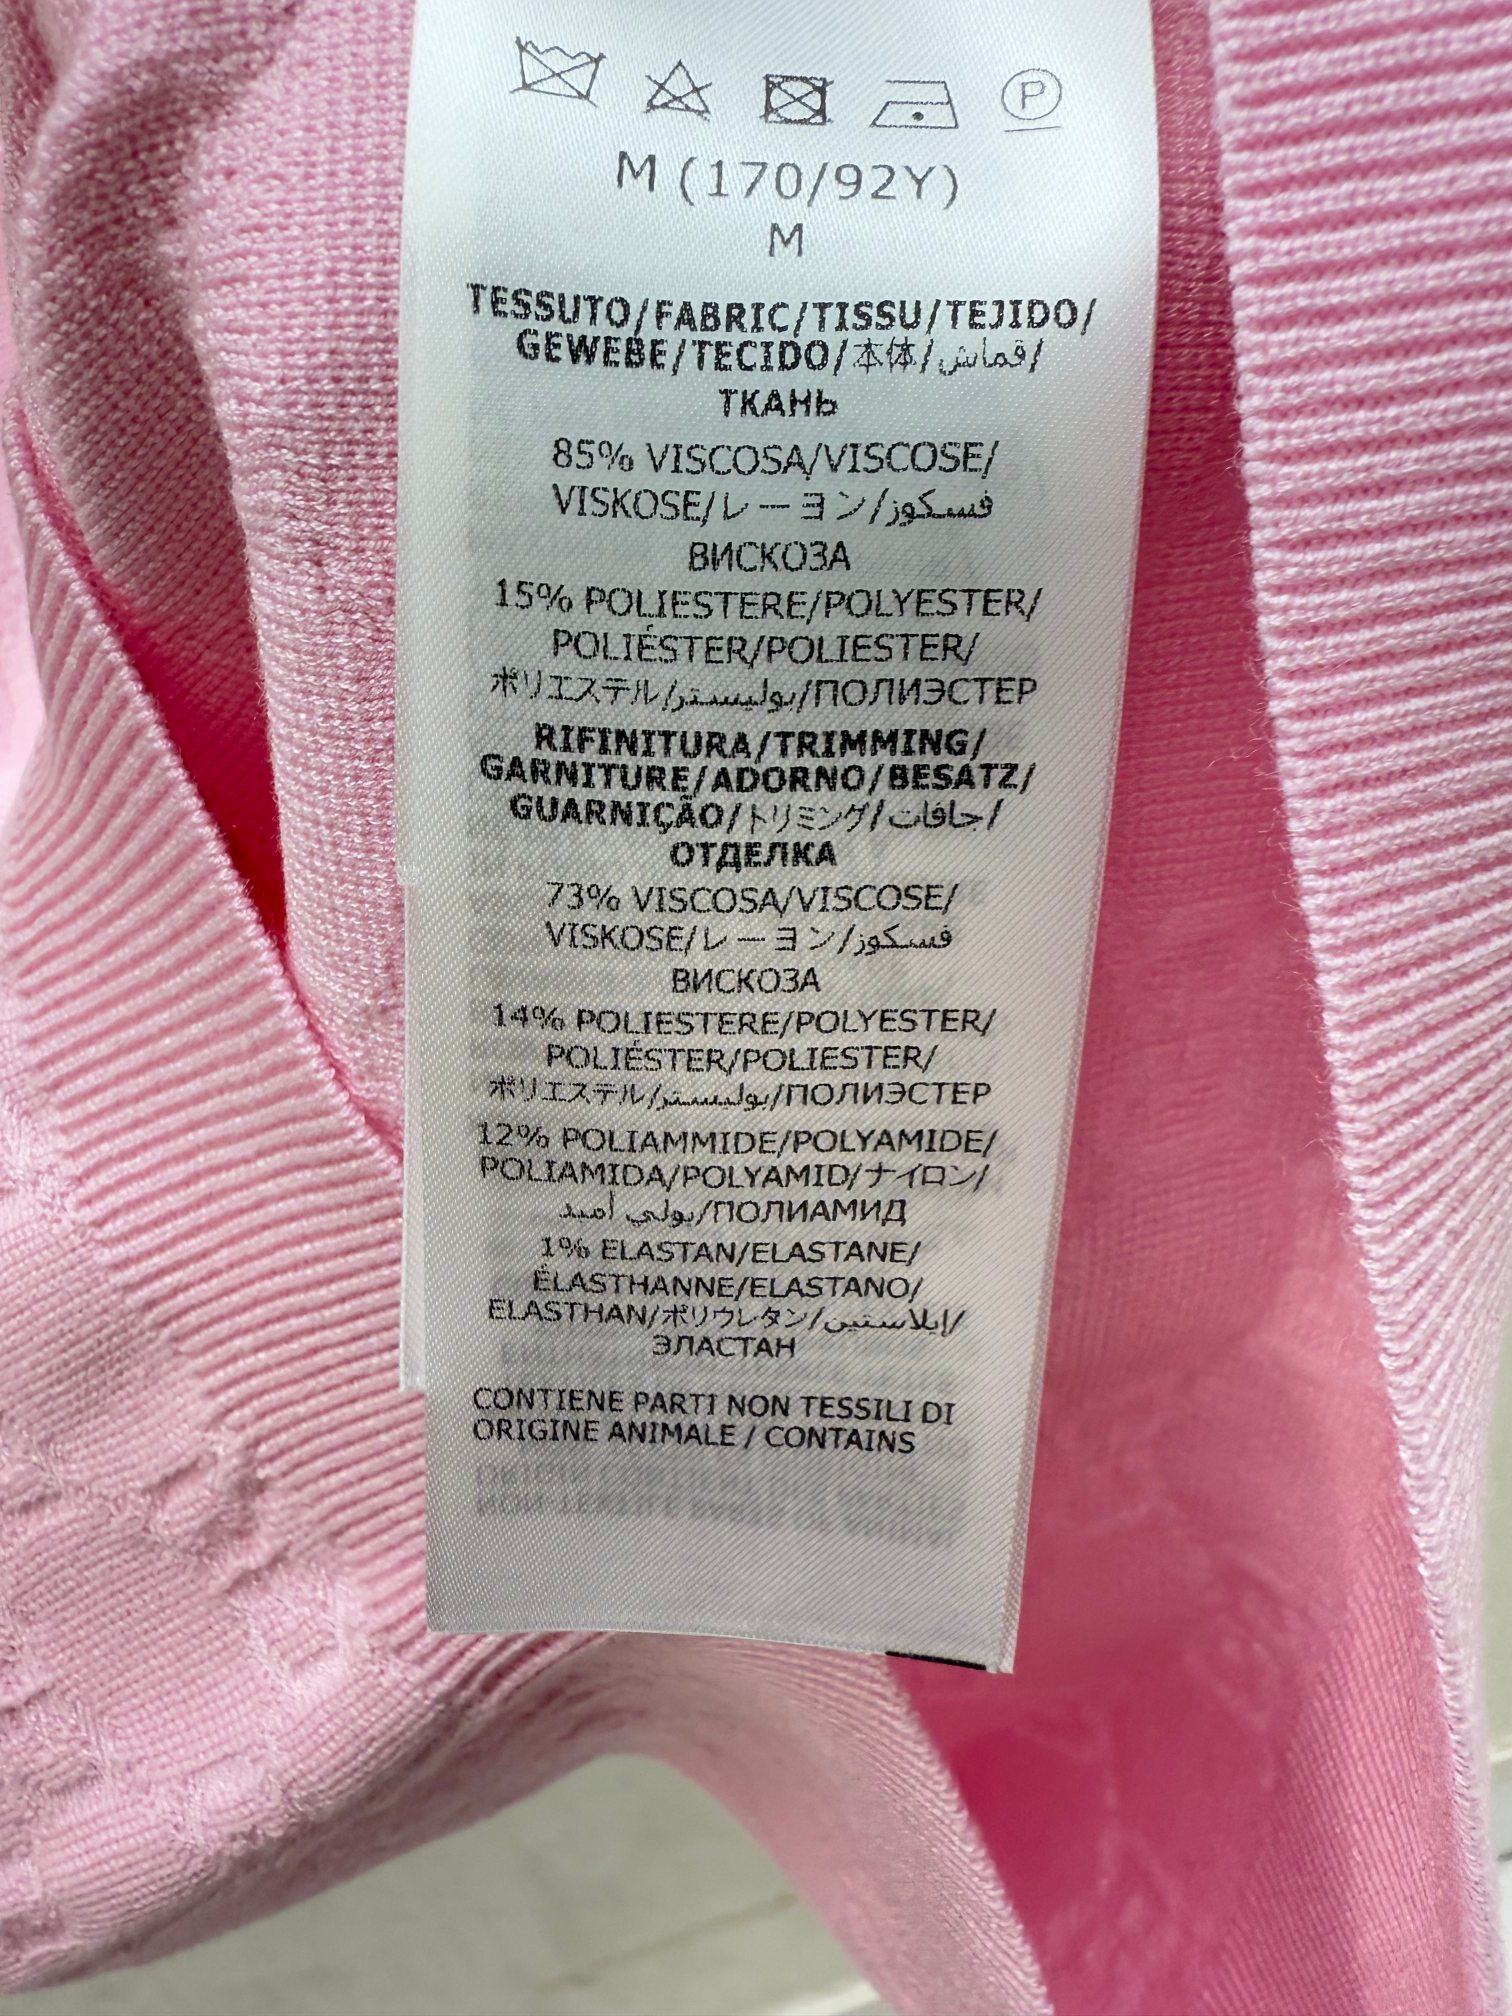 P
M (170/92Y)
M
TESSUTO/FABRIC/TISSU/TEJIDO/
GEWEBE/TECIDO/本体/قماش/
ТКАНЬ
85% VISCOSA/VISCOSE/
VISKOSE/レーヨン/فسكوز/
ВИСКОЗА
15% POLIESTERE/POLYESTER/
POLIÉSTER/POLIESTER/
ポリエステル/بوليستر/ПОЛИЭСТЕР
RIFINITURA/TRIMMING/
GARNITURE/ADORNO/BESATZ/
GUARNIÇÃO/トリミング/حافات/
ОТДЕЛКА
73% VISCOSA/VISCOSE/
VISKOSE/レーヨン/فسكوز/
ВИСКОЗА
14% POLIESTERE/POLYESTER/
POLIÉSTER/POLIESTER/
ポリエステル/بوليستر/ПОЛИЭСТЕР
12% POLIAMMIDE/POLYAMIDE/
POLIAMIDA/POLYAMID/ナイロン/
بولي أميد/ПОЛИАМИД
1% ELASTAN/ELASTANE/
ÉLASTHANNE/ELASTANO/
ELASTHAN/ポリウレタン/إيلاستين/
ЭЛАСТАН
CONTIENE PARTI NON TESSILI DI
ORIGINE ANIMALE / CONTAINS